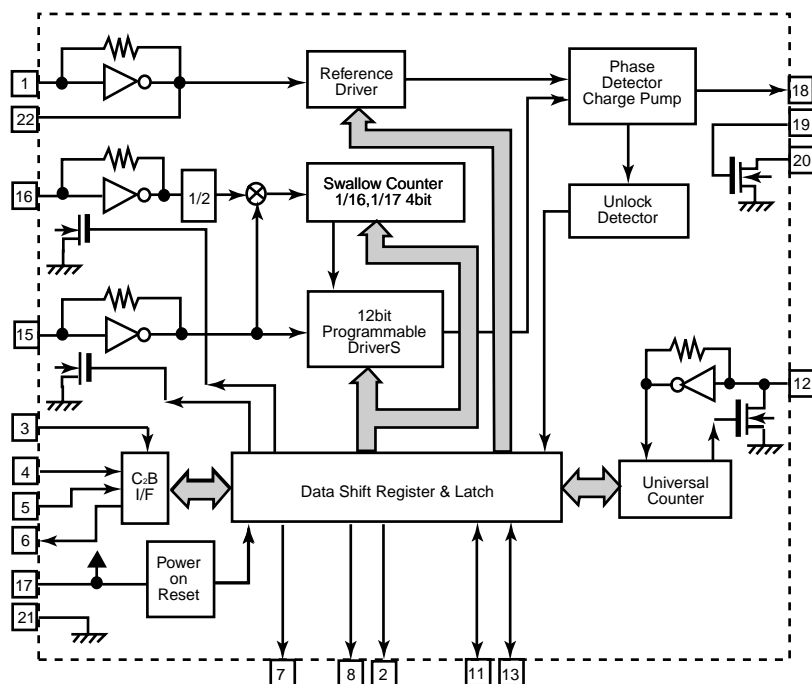 1
22
16
15
3
4
5
6
17
21
Reference
Driver
Phase
Detector
Charge Pump
18
19
20
1/2
Swallow Counter
1/16,1/17 4bit
Unlock
Detector
12bit
Programmable
DriverS
12
C2B
I/F
Data Shift Register & Latch
Universal
Counter
Power
on
Reset
7
8
2
11
13